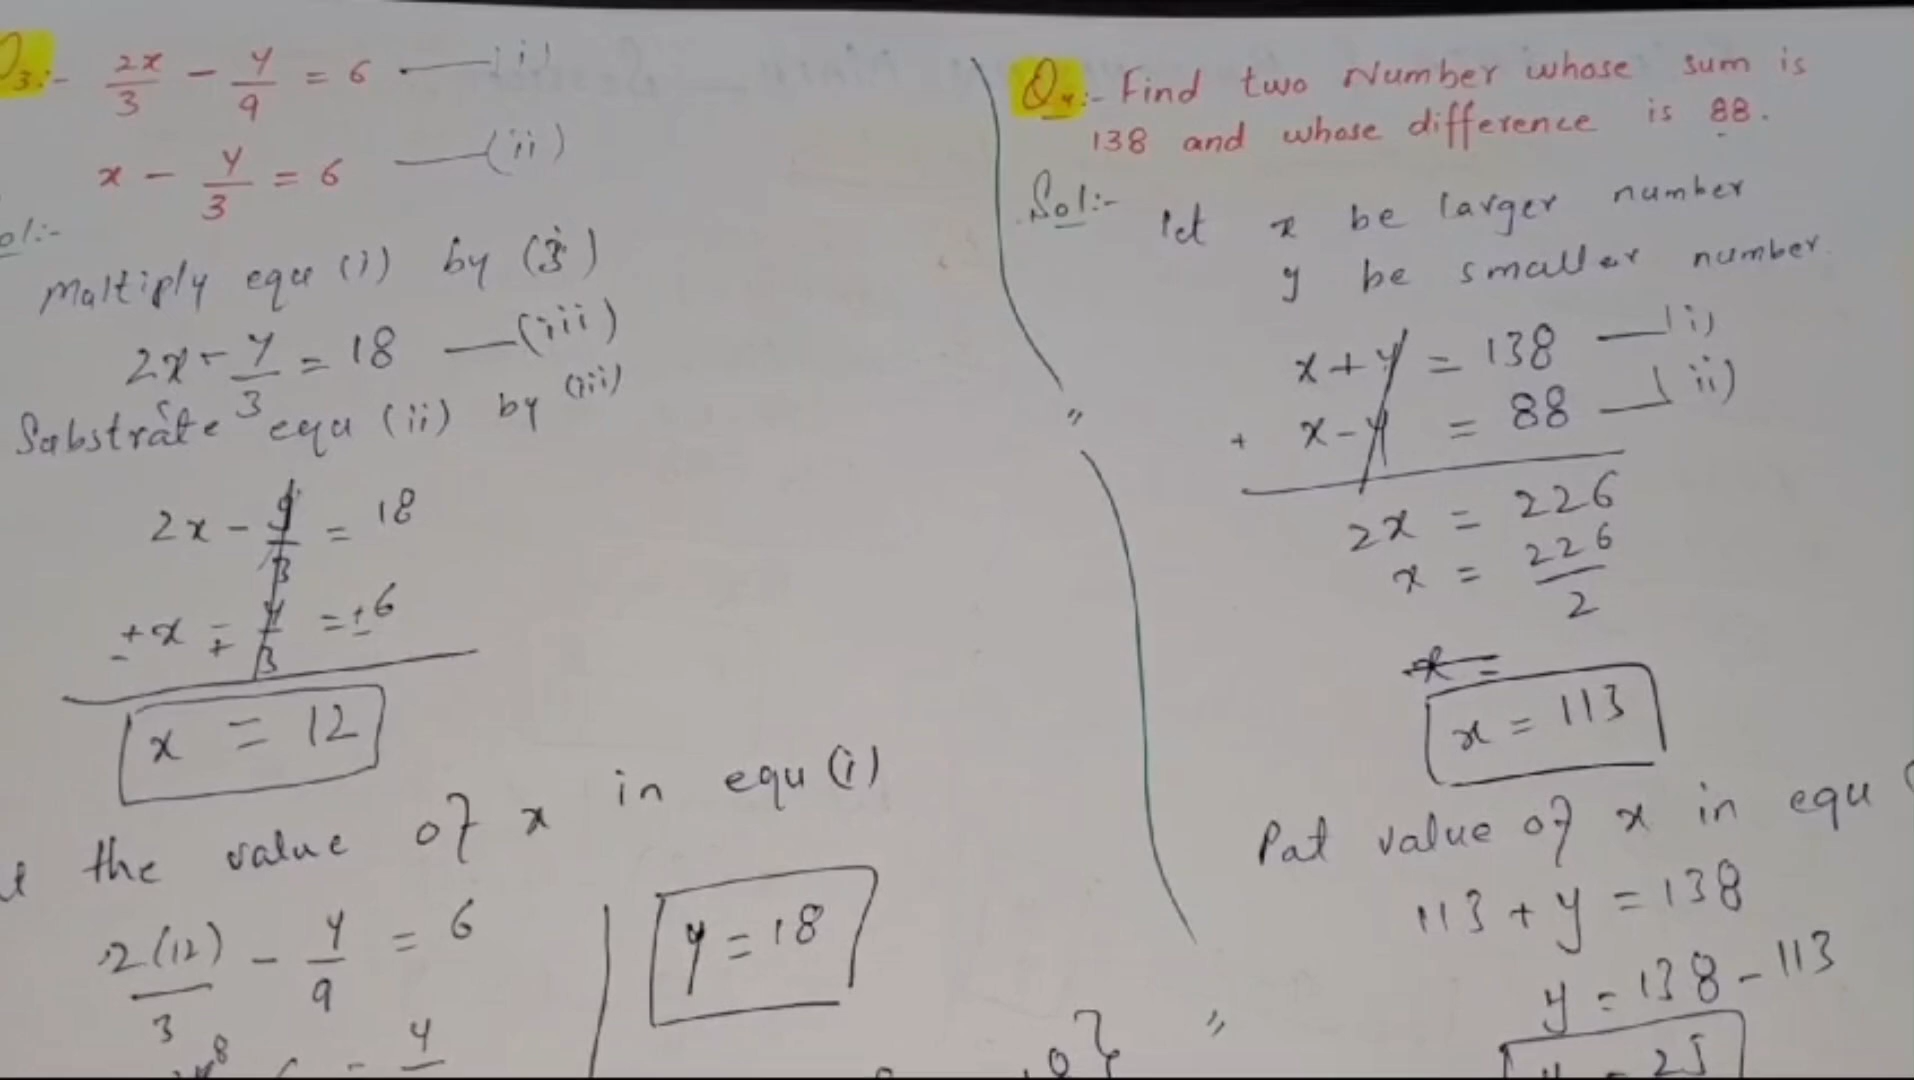 Q3:- 2x/3 - y/9 = 6 —(i)
x - y/3 = 6 —(ii)
ol:-
Multiply equ (i) by (3)
2x - y/3 = 18 —(iii)
Substrate equ (ii) by (iii)
2x - y/3 = 18
±x ∓ y/3 = ±6
x = 12
the value of x in equ (i)
2(12)/3 - y/9 = 6
8
y
y = 18
Q4:- Find two Number whose sum is
138 and whose difference is 88.
Sol:- let x be larger number
y be smaller number
x + y = 138 —(i)
+ x - y = 88 —(ii)
2x = 226
x = 226/2
x =
x = 113
Put value of x in equ (
113 + y = 138
y = 138 - 113
y = 25